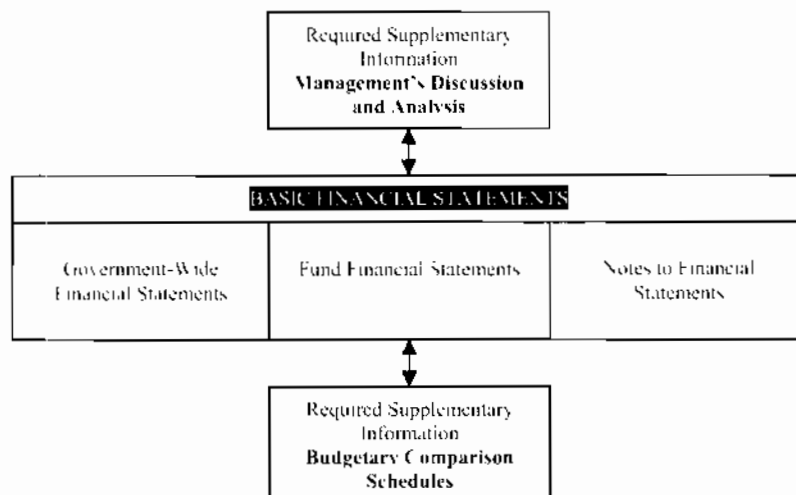 Required Supplementary
Information
Management's Discussion
and Analysis
BASIC FINANCIAL STATEMENTS
Government-Wide
Financial Statements
Fund Financial Statements
Notes to Financial
Statements
Required Supplementary
Information
Budgetary Comparison
Schedules